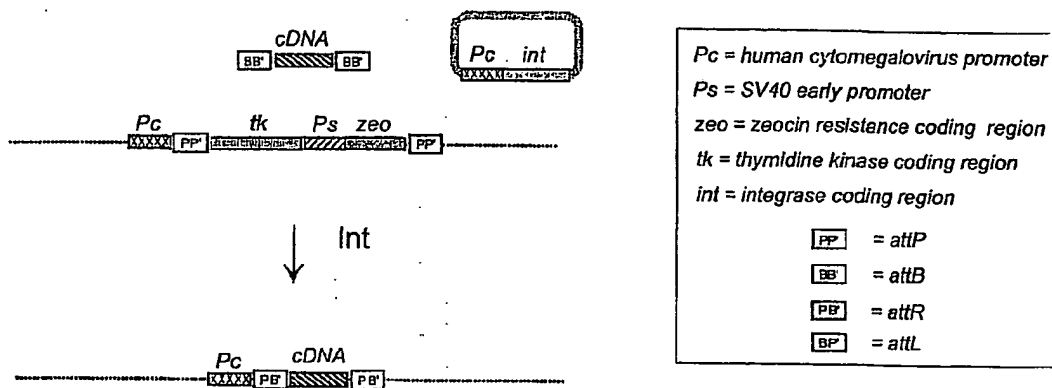 cDNA
BB' BB'
Pc int
Pc tk Ps zeo
PP' PP'
Int
Pc cDNA
PB' PB'
Pc = human cytomegalovirus promoter
Ps = SV40 early promoter
zeo = zeocin resistance coding region
tk = thymidine kinase coding region
int = integrase coding region
PP' = attP
BB' = attB
PB' = attR
BP' = attL